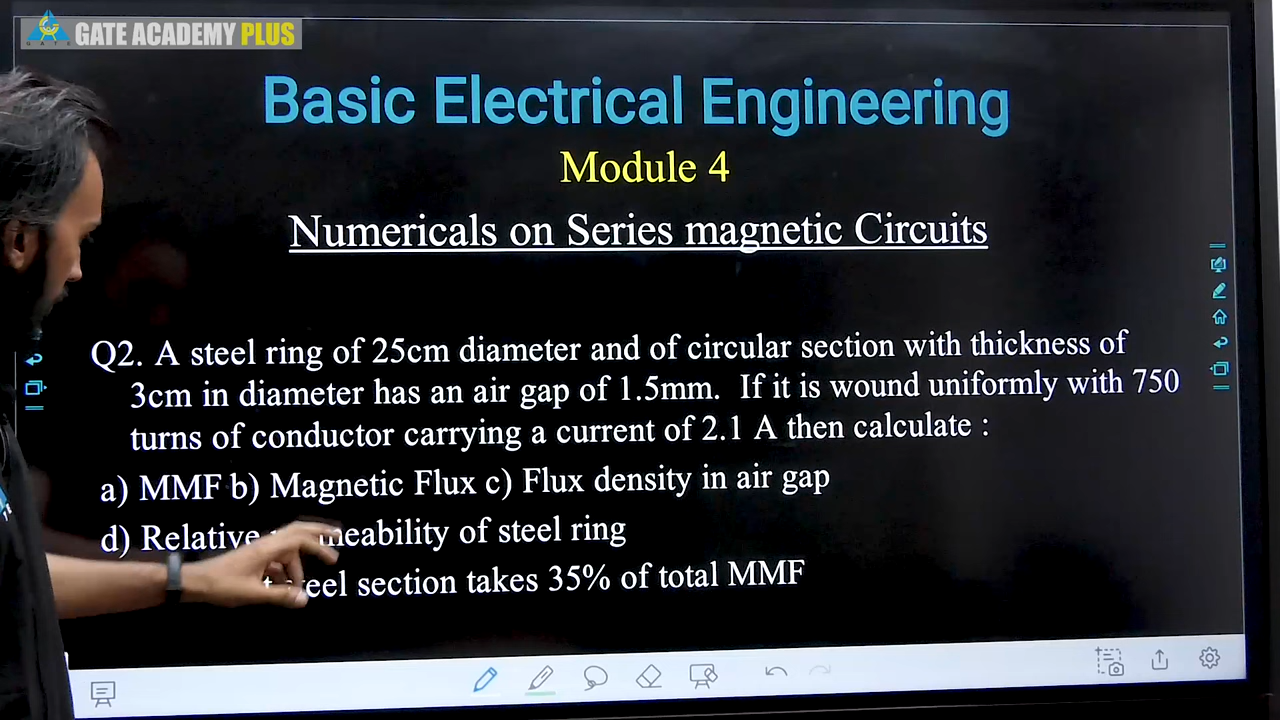 GATE ACADEMY PLUS
GATE
Basic Electrical Engineering
Module 4
Numericals on Series magnetic Circuits
Q2. A steel ring of 25cm diameter and of circular section with thickness of
3cm in diameter has an air gap of 1.5mm. If it is wound uniformly with 750
turns of conductor carrying a current of 2.1 A then calculate :
a) MMF b) Magnetic Flux c) Flux density in air gap
d) Relative of steel ring
section takes 35% of total MMF